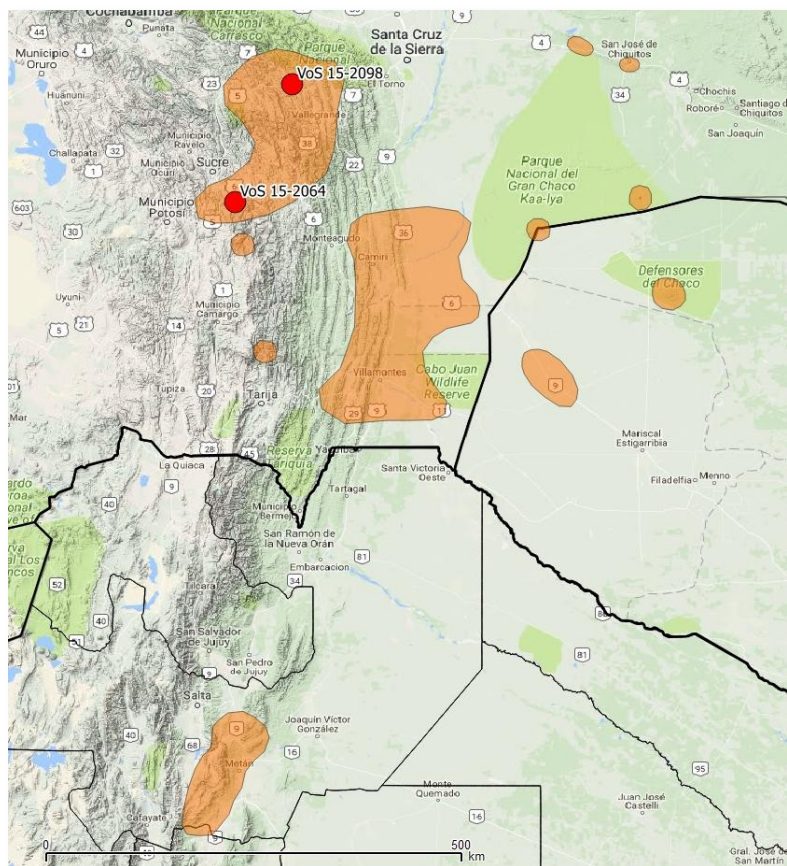 Cochabamba
Punata
Parque
Nacional
Carrasco
Santa Cruz
de la Sierra
San José de
Chiquitos
Municipio
Oruro
Huanuni
Parque
Nacional
VoS 15-2098
El Torno
Vallegrande
Chochis
Roboré
Santiago de
Chiquitos
San Joaquín
Challapata
Municipio
Ravelo
Municipio
Ocurí
Sucre
Municipio
Potosí
VoS 15-2064
Parque
Nacional del
Gran Chaco
Kaa-Iya
Monteagudo
Camiri
Defensores
del Chaco
Uyuni
Municipio
Camargo
Tupiza
Tarija
Villamontes
Cabo Juan
Wildlife
Reserve
Mariscal
Estigarribia
Filadelfia
Menno
La Quiaca
Reserva
Santa Victoria
Oeste
Tartagal
Municipio
Bermejo
San Ramón de
la Nueva Orán
Embarcacion
Tilcara
San Salvador
de Jujuy
San Pedro
de Jujuy
Salta
Joaquín Víctor
González
Metán
Cafayate
Monte
Quemado
Juan José
Castelli
Gral. José de
San Martín
0
500
km